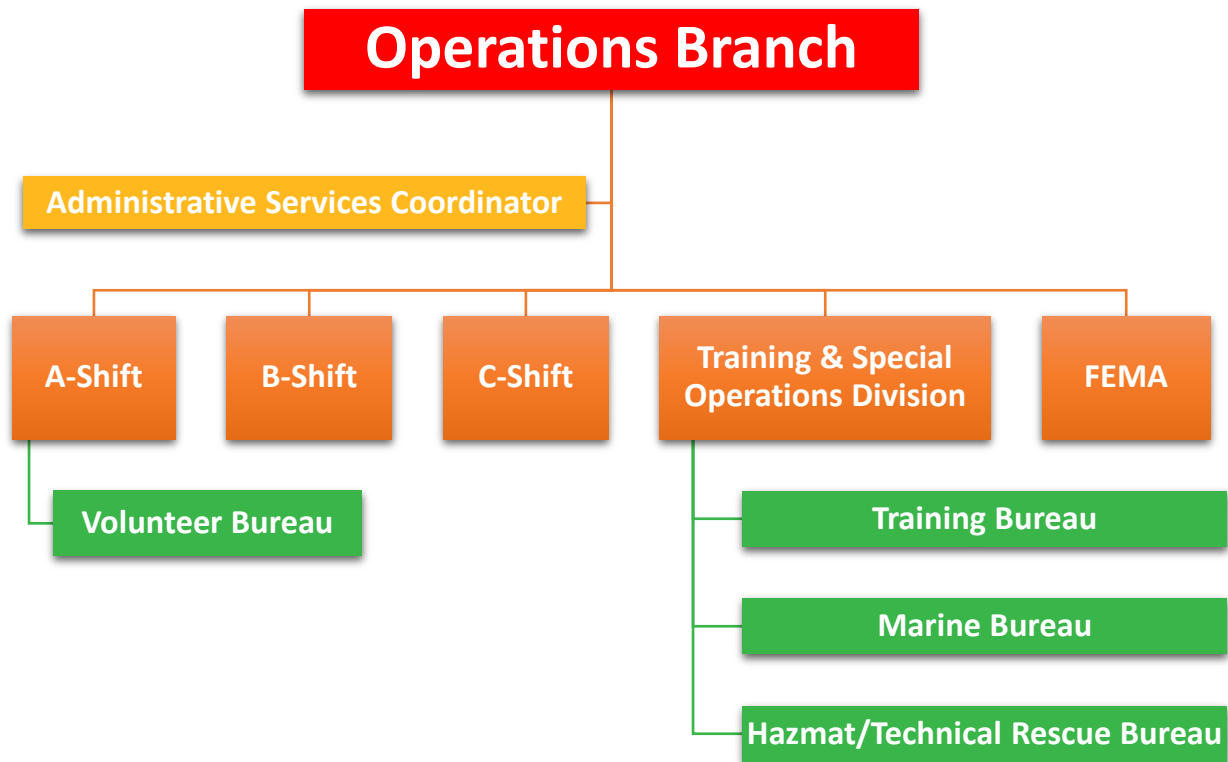 Operations Branch
Administrative Services Coordinator
A-Shift
B-Shift
C-Shift
Training & Special
Operations Division
FEMA
Volunteer Bureau
Training Bureau
Marine Bureau
Hazmat/Technical Rescue Bureau